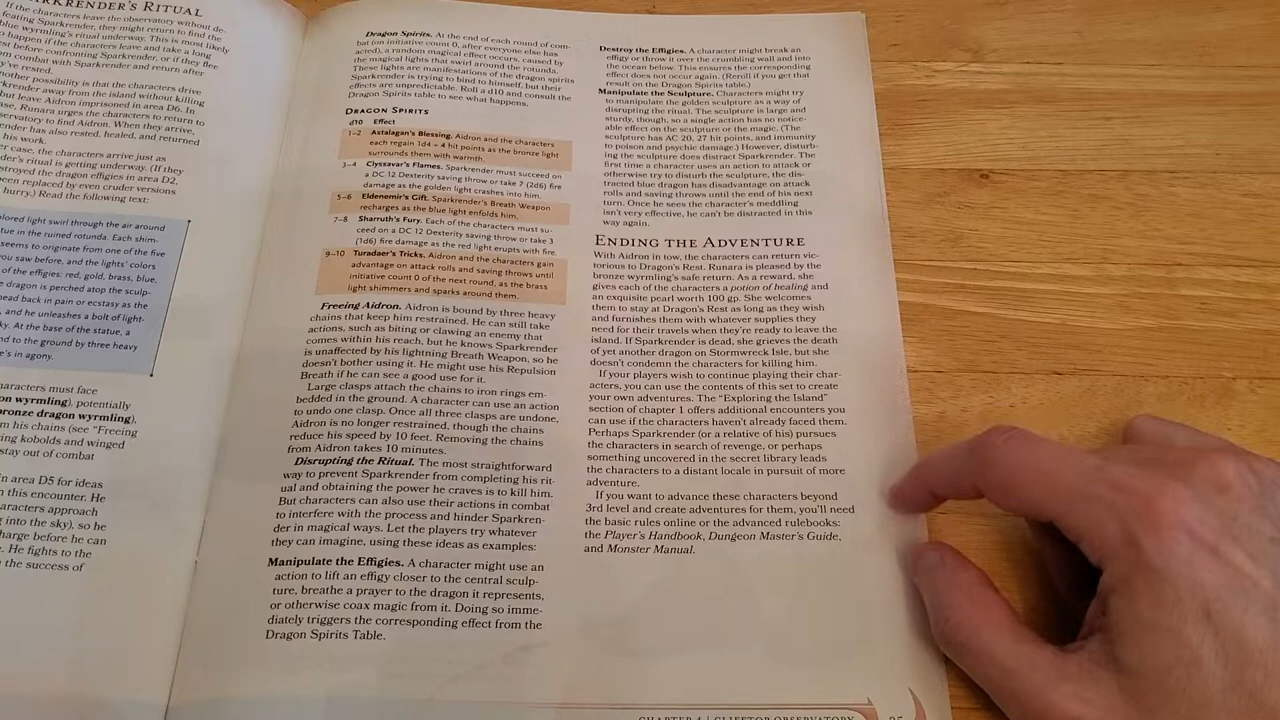 ARKRENDER'S RITUAL
If the characters leave the observatory without de-
feating Sparkrender, they might return to find the
blue wyrmling's ritual underway. This is most likely
to happen if the characters leave and take a long
rest before confronting Sparkrender, or if they flee
combat with Sparkrender and return after
they've rested.
nother possibility is that the characters drive
krender away from the island without killing
but leave Aidron imprisoned in area D6. In
ase, Runara urges the characters to return to
servatory to find Aidron. When they arrive,
ender has also rested, healed, and returned
his work.
er case, the characters arrive just as
der's ritual is getting underway. (If they
stroyed the dragon effigies in area D2,
been replaced by even cruder versions
hurry.) Read the following text:
olored light swirl through the air around
tue in the ruined rotunda. Each shim-
seems to originate from one of the five
you saw before, and the lights' colors
of the effigies: red, gold, brass, blue,
e dragon is perched atop the sculp-
head back in pain or ecstasy as the
, and he unleashes a bolt of light-
ky. At the base of the statue, a
d to the ground by three heavy
e's in agony.
haracters must face
on wyrmling), potentially
bronze dragon wyrmling),
m his chains (see "Freeing
ing kobolds and winged
stay out of combat
n area D5 for ideas
n this encounter. He
aracters approach
g into the sky), so he
harge before he can
e. He fights to the
the success of
Dragon Spirits. At the end of each round of com-
bat (on initiative count 0, after everyone else has
acted), a random magical effect occurs, caused by
the magical lights that swirl around the rotunda.
These lights are manifestations of the dragon spirits
Sparkrender is trying to bind to himself, but their
effects are unpredictable. Roll a d10 and consult the
Dragon Spirits table to see what happens.
DRAGON SPIRITS
d10 Effect
1–2 Astalagan's Blessing. Aidron and the characters
each regain 1d4 + 4 hit points as the bronze light
surrounds them with warmth.
3–4 Clyssavar's Flames. Sparkrender must succeed on
a DC 12 Dexterity saving throw or take 7 (2d6) fire
damage as the golden light crashes into him.
5–6 Eldenemir's Gift. Sparkrender's Breath Weapon
recharges as the blue light enfolds him.
7–8 Sharruth's Fury. Each of the characters must suc-
ceed on a DC 12 Dexterity saving throw or take 3
(1d6) fire damage as the red light erupts with fire.
9–10 Turadaer's Tricks. Aidron and the characters gain
advantage on attack rolls and saving throws until
initiative count 0 of the next round, as the brass
light shimmers and sparks around them.
Freeing Aidron. Aidron is bound by three heavy
chains that keep him restrained. He can still take
actions, such as biting or clawing an enemy that
comes within his reach, but he knows Sparkrender
is unaffected by his lightning Breath Weapon, so he
doesn't bother using it. He might use his Repulsion
Breath if he can see a good use for it.
Large clasps attach the chains to iron rings em-
bedded in the ground. A character can use an action
to undo one clasp. Once all three clasps are undone,
Aidron is no longer restrained, though the chains
reduce his speed by 10 feet. Removing the chains
from Aidron takes 10 minutes.
Disrupting the Ritual. The most straightforward
way to prevent Sparkrender from completing his rit-
ual and obtaining the power he craves is to kill him.
But characters can also use their actions in combat
to interfere with the process and hinder Sparkren-
der in magical ways. Let the players try whatever
they can imagine, using these ideas as examples:
Manipulate the Effigies. A character might use an
action to lift an effigy closer to the central sculp-
ture, breathe a prayer to the dragon it represents,
or otherwise coax magic from it. Doing so imme-
diately triggers the corresponding effect from the
Dragon Spirits Table.
Destroy the Effigies. A character might break an
effigy or throw it over the crumbling wall and into
the ocean below. This ensures the corresponding
effect does not occur again. (Reroll if you get that
result on the Dragon Spirits table.)
Manipulate the Sculpture. Characters might try
to manipulate the golden sculpture as a way of
disrupting the ritual. The sculpture is large and
sturdy, though, so a single action has no notice-
able effect on the sculpture or the magic. (The
sculpture has AC 20, 27 hit points, and immunity
to poison and psychic damage.) However, disturb-
ing the sculpture does distract Sparkrender. The
first time a character uses an action to attack or
otherwise try to disturb the sculpture, the dis-
tracted blue dragon has disadvantage on attack
rolls and saving throws until the end of his next
turn. Once he sees the character's meddling
isn't very effective, he can't be distracted in this
way again.
ENDING THE ADVENTURE
With Aidron in tow, the characters can return vic-
torious to Dragon's Rest. Runara is pleased by the
bronze wyrmling's safe return. As a reward, she
gives each of the characters a potion of healing and
an exquisite pearl worth 100 gp. She welcomes
them to stay at Dragon's Rest as long as they wish
and furnishes them with whatever supplies they
need for their travels when they're ready to leave the
island. If Sparkrender is dead, she grieves the death
of yet another dragon on Stormwreck Isle, but she
doesn't condemn the characters for killing him.
If your players wish to continue playing their char-
acters, you can use the contents of this set to create
your own adventures. The "Exploring the Island"
section of chapter 1 offers additional encounters you
can use if the characters haven't already faced them.
Perhaps Sparkrender (or a relative of his) pursues
the characters in search of revenge, or perhaps
something uncovered in the secret library leads
the characters to a distant locale in pursuit of more
adventure.
If you want to advance these characters beyond
3rd level and create adventures for them, you'll need
the basic rules online or the advanced rulebooks:
the Player's Handbook, Dungeon Master's Guide,
and Monster Manual.
CHAPTER 4 | CLIFFTOP OBSERVATORY